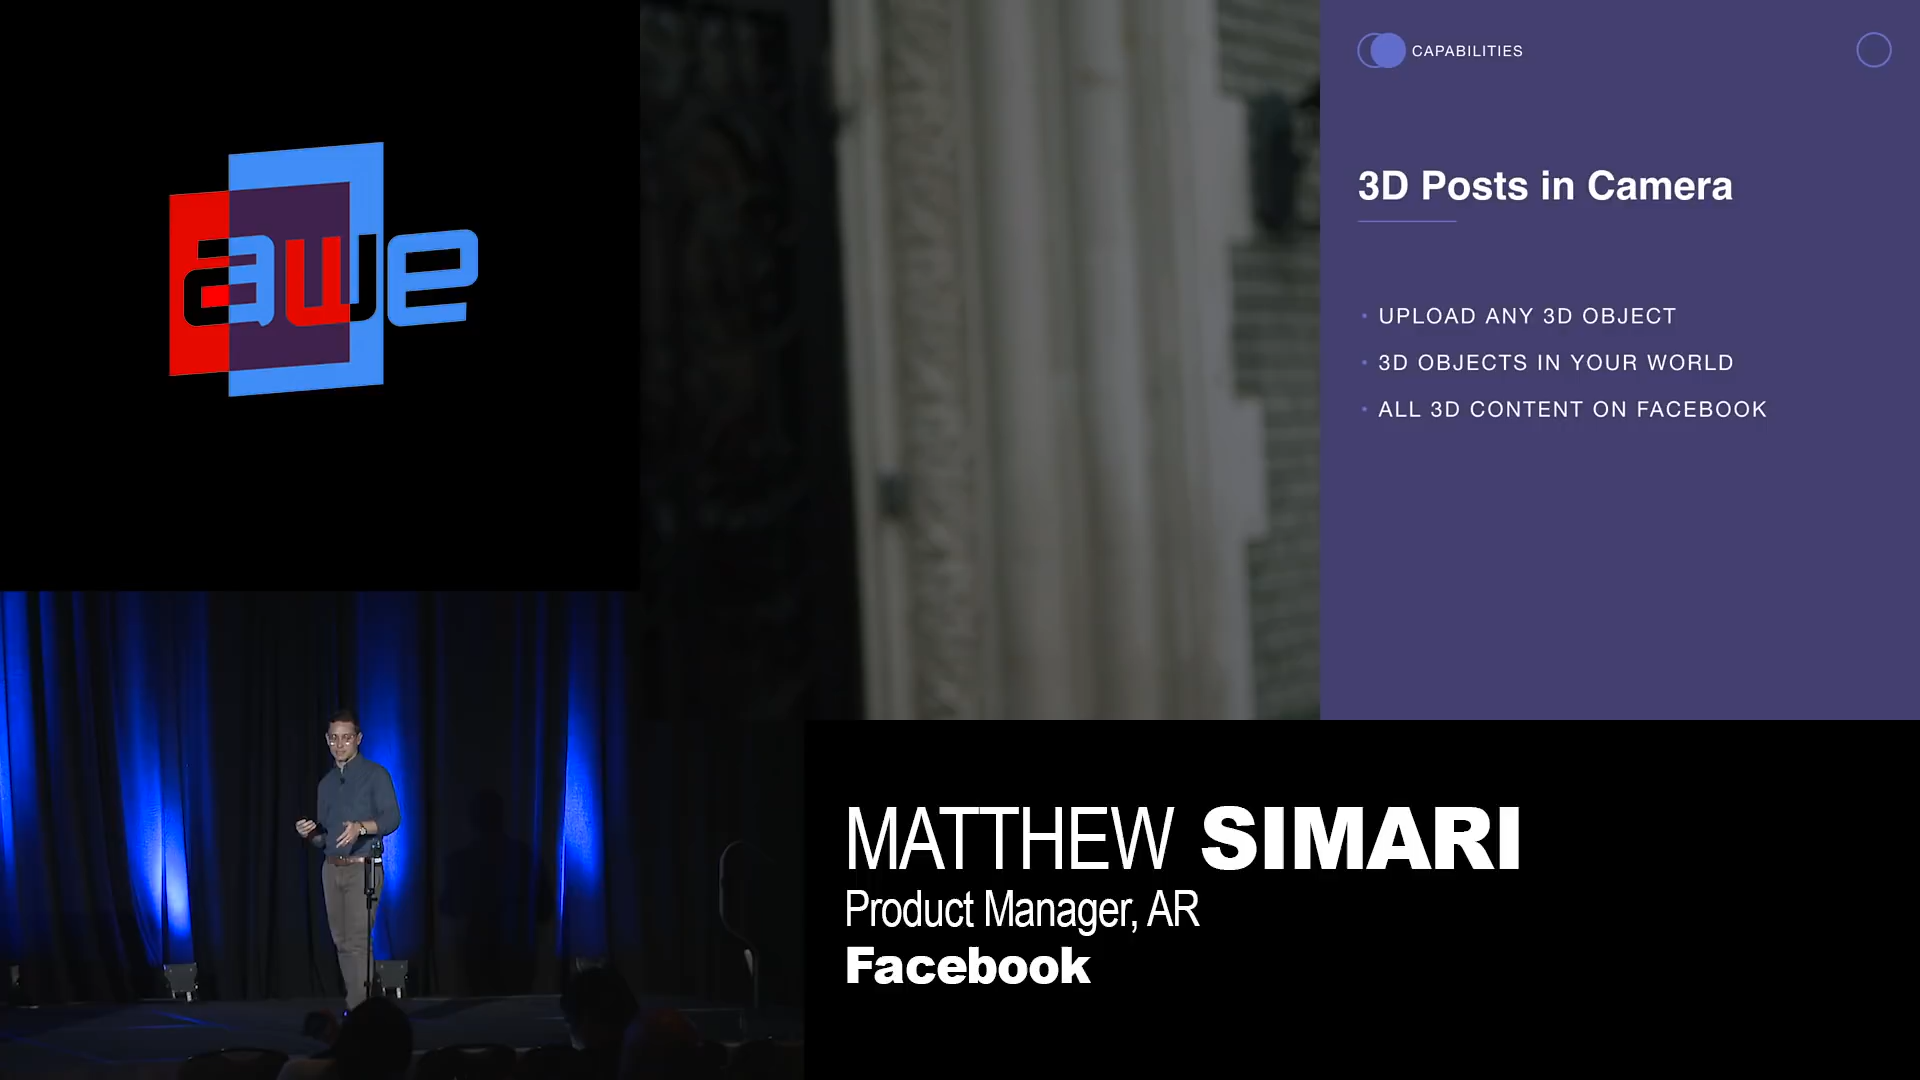 awe
CAPABILITIES
3D Posts in Camera
UPLOAD ANY 3D OBJECT
3D OBJECTS IN YOUR WORLD
ALL 3D CONTENT ON FACEBOOK
MATTHEW SIMARI
Product Manager, AR
Facebook